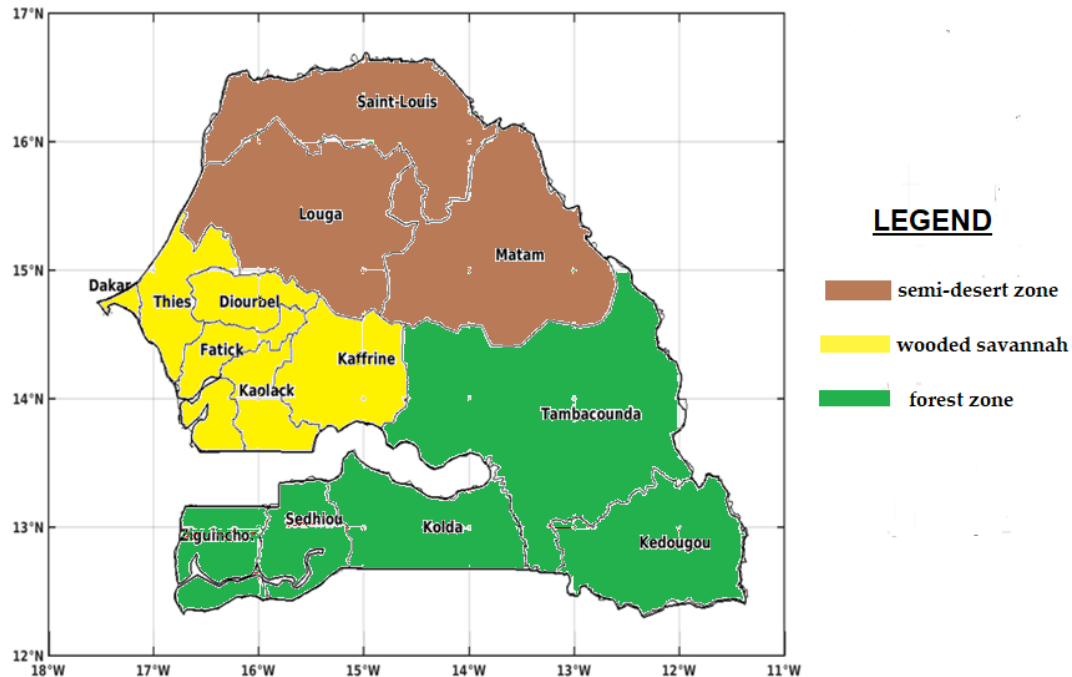 17°N
Saint-Louis
16°N
Louga
LEGEND
Matam
15°N
Dakar
Thies
Diourbel
semi-desert zone
wooded savannah
Fatick
Kaffrine
Kaolack
14°N
forest zone
Tambacounda
13°N
Sedhiou
Kolda
Ziguinchor
Kedougou
12°N
18°W 17°W 16°W 15°W 14°W 13°W 12°W 11°W